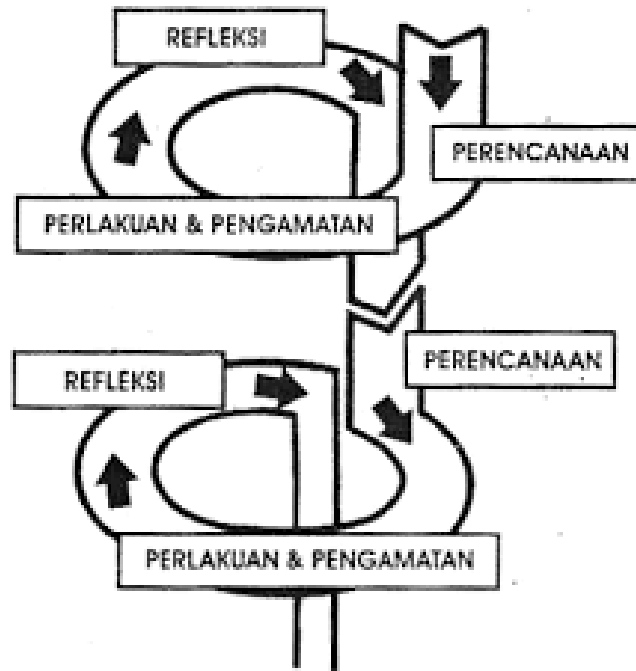 REFLEKSI
PERENCANAAN
PERLAKUAN & PENGAMATAN
PERENCANAAN
REFLEKSI
PERLAKUAN & PENGAMATAN